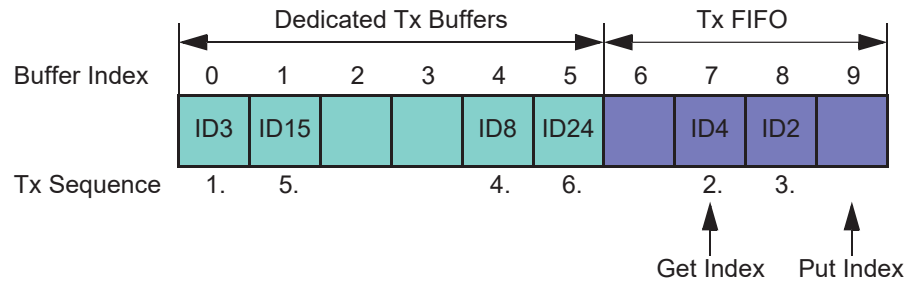 Dedicated Tx Buffers Tx FIFO
Buffer Index 0 1 2 3 4 5 6 7 8 9
ID3 ID15 ID8 ID24 ID4 ID2
Tx Sequence 1. 5. 4. 6. 2. 3.
Get Index Put Index